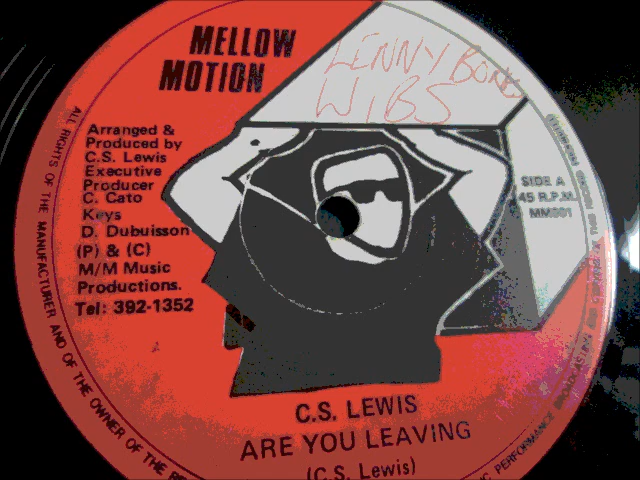 MELLOW
MOTION
LENNY BONE
WIBS
Arranged &
Produced by
C.S. Lewis
Executive
Producer
C. Cato
Keys
D. Dubuisson
(P) & (C)
M/M Music
Productions.
Tel: 392-1352
SIDE A
45 R.P.M.
MM001
C.S. LEWIS
ARE YOU LEAVING
(C.S. Lewis)
ALL RIGHTS OF THE MANUFACTURER AND OF THE OWNER OF THE
PERFORMANCE